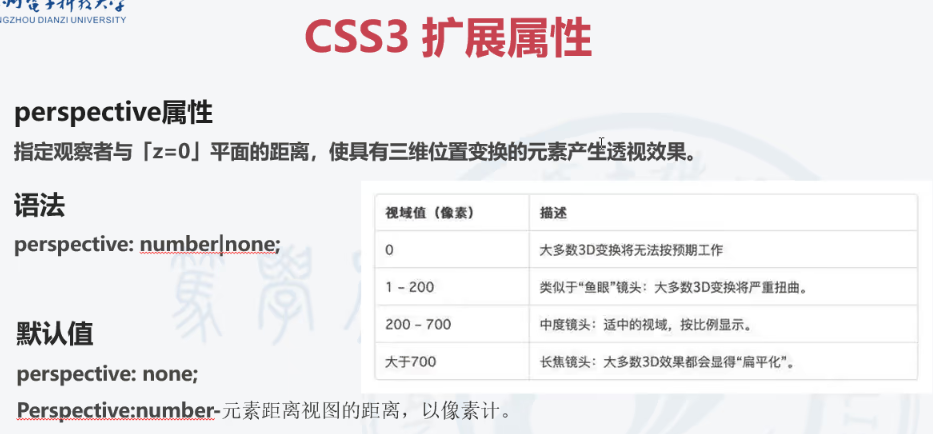 NGZHOU DIANZI UNIVERSITY
CSS3 扩展属性
perspective属性
指定观察者与「z=0」平面的距离，使具有三维位置变换的元素产生透视效果。
语法
perspective: number|none;
视域值（像素） 描述
0 大多数3D变换将无法按预期工作
1 – 200 类似于“鱼眼”镜头：大多数3D变换将严重扭曲。
200 – 700 中度镜头：适中的视域，按比例显示。
大于700 长焦镜头：大多数3D效果都会显得“扁平化”。
默认值
perspective: none;
Perspective:number-元素距离视图的距离，以像素计。